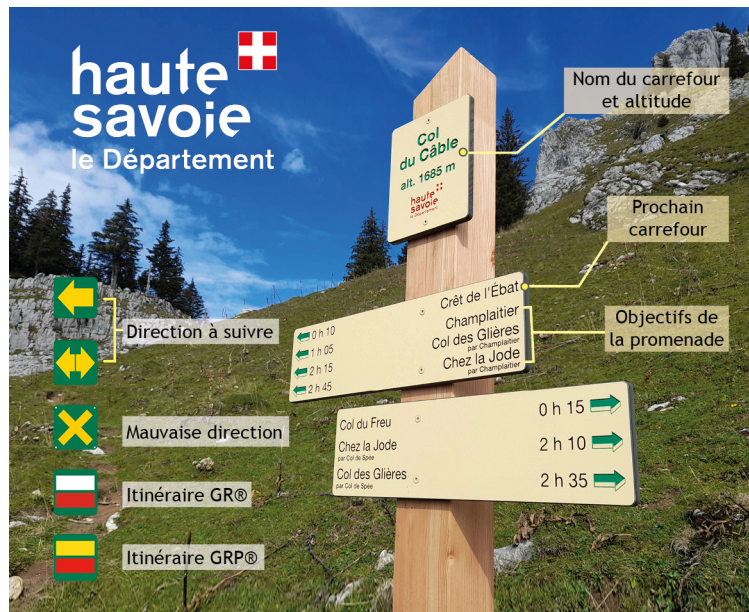 haute
savoie
le Département
Nom du carrefour
et altitude
Col
du Câble
alt. 1685 m
haute
savoie
le Département
Prochain
carrefour
Crêt de l'Ébat
Champlaitier
Col des Glières
par Champlaitier
Chez la Jode
par Champlaitier
0 h 10
1 h 05
2 h 15
2 h 45
Objectifs de
la promenade
Direction à suivre
Col du Freu
0 h 15
Chez la Jode
par Col de Spée
2 h 10
Col des Glières
par Col de Spée
2 h 35
Mauvaise direction
Itinéraire GR®
Itinéraire GRP®